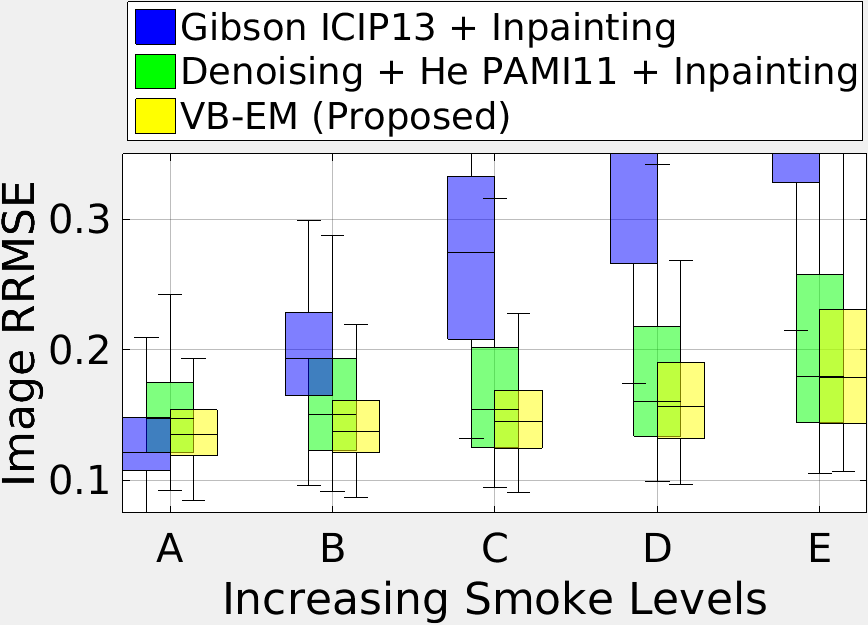 Gibson ICIP13 + Inpainting
Denoising + He PAMI11 + Inpainting
VB-EM (Proposed)
Image RRMSE
0.3
0.2
0.1
A B C D E
Increasing Smoke Levels